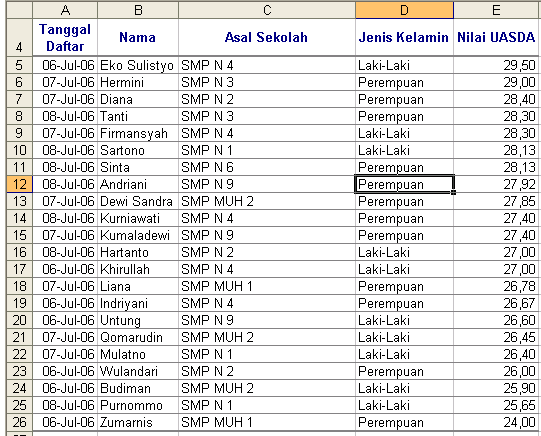 A B C D E
4 Tanggal Daftar Nama Asal Sekolah Jenis Kelamin Nilai UASDA
5 06-Jul-06 Eko Sulistyo SMP N 4 Laki-Laki 29,50
6 07-Jul-06 Hermini SMP N 3 Perempuan 29,00
7 07-Jul-06 Diana SMP N 2 Perempuan 28,40
8 08-Jul-06 Tanti SMP N 3 Perempuan 28,30
9 07-Jul-06 Firmansyah SMP N 4 Laki-Laki 28,30
10 08-Jul-06 Sartono SMP N 1 Laki-Laki 28,13
11 08-Jul-06 Sinta SMP N 6 Perempuan 28,13
12 08-Jul-06 Andriani SMP N 9 Perempuan 27,92
13 07-Jul-06 Dewi Sandra SMP MUH 2 Perempuan 27,85
14 08-Jul-06 Kurniawati SMP N 4 Perempuan 27,40
15 07-Jul-06 Kumaladewi SMP N 9 Perempuan 27,40
16 08-Jul-06 Hartanto SMP N 2 Laki-Laki 27,00
17 06-Jul-06 Khirullah SMP N 4 Laki-Laki 27,00
18 07-Jul-06 Liana SMP MUH 1 Perempuan 26,78
19 06-Jul-06 Indriyani SMP N 4 Perempuan 26,67
20 06-Jul-06 Untung SMP N 9 Laki-Laki 26,60
21 07-Jul-06 Qomarudin SMP MUH 2 Laki-Laki 26,45
22 07-Jul-06 Mulatno SMP N 1 Laki-Laki 26,40
23 06-Jul-06 Wulandari SMP N 2 Perempuan 26,00
24 06-Jul-06 Budiman SMP MUH 2 Laki-Laki 25,90
25 08-Jul-06 Purnommo SMP N 1 Laki-Laki 25,65
26 06-Jul-06 Zumarnis SMP MUH 1 Perempuan 24,00